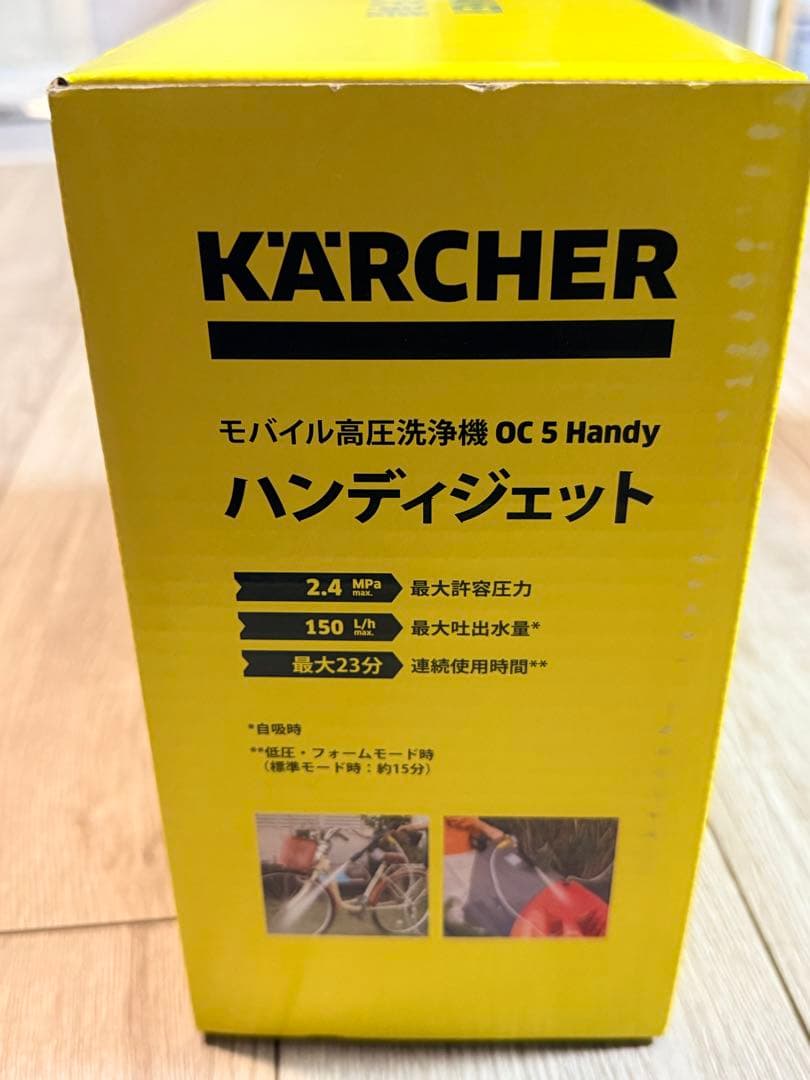 KÄRCHER
モバイル高圧洗浄機 OC 5 Handy
ハンディジェット
2.4 MPa max. 最大許容圧力
150 L/h max. 最大吐出水量*
最大23分 連続使用時間**
*自吸時
**低圧・フォームモード時
（標準モード時：約15分）